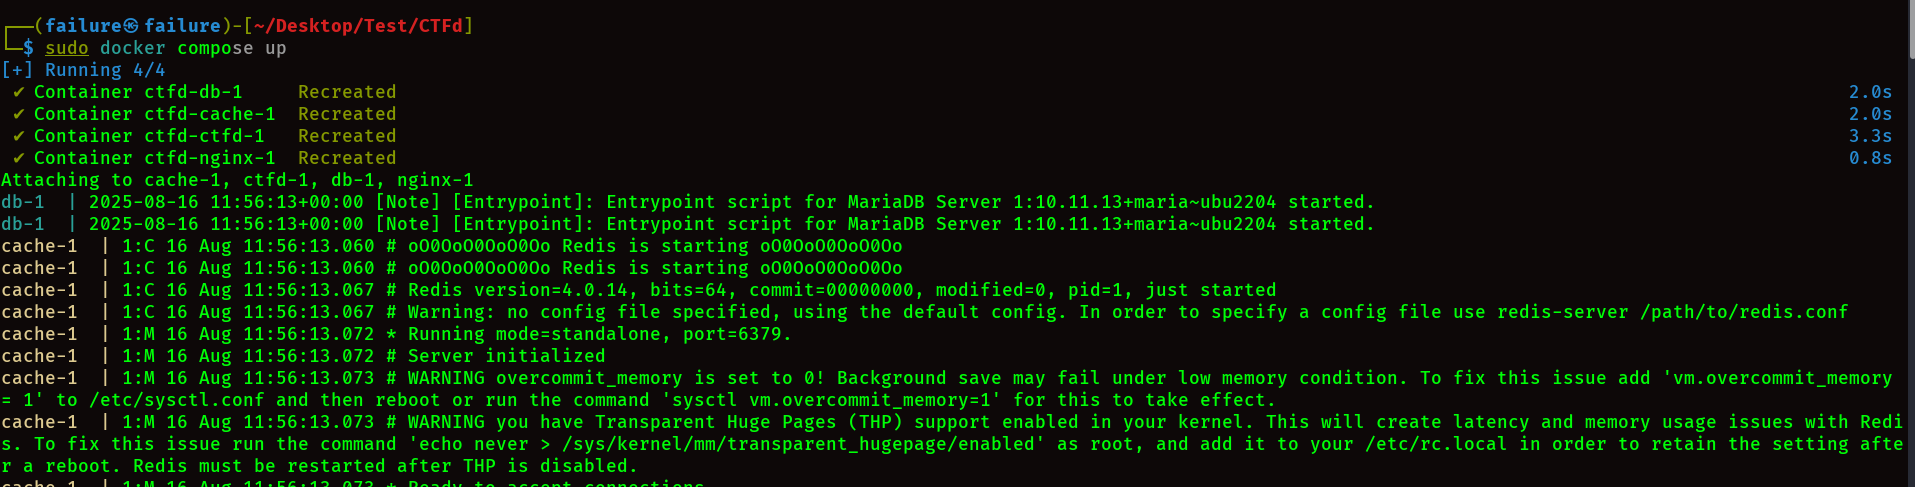 ┌──(failure㉿failure)-[~/Desktop/Test/CTFd]
└─$ sudo docker compose up
[+] Running 4/4
✔ Container ctfd-db-1     Recreated 2.0s
✔ Container ctfd-cache-1  Recreated 2.0s
✔ Container ctfd-ctfd-1   Recreated 3.3s
✔ Container ctfd-nginx-1  Recreated 0.8s
Attaching to cache-1, ctfd-1, db-1, nginx-1
db-1  | 2025-08-16 11:56:13+00:00 [Note] [Entrypoint]: Entrypoint script for MariaDB Server 1:10.11.13+maria~ubu2204 started.
db-1  | 2025-08-16 11:56:13+00:00 [Note] [Entrypoint]: Entrypoint script for MariaDB Server 1:10.11.13+maria~ubu2204 started.
cache-1  | 1:C 16 Aug 11:56:13.060 # oO0OoO0OoO0Oo Redis is starting oO0OoO0OoO0Oo
cache-1  | 1:C 16 Aug 11:56:13.060 # oO0OoO0OoO0Oo Redis is starting oO0OoO0OoO0Oo
cache-1  | 1:C 16 Aug 11:56:13.067 # Redis version=4.0.14, bits=64, commit=00000000, modified=0, pid=1, just started
cache-1  | 1:C 16 Aug 11:56:13.067 # Warning: no config file specified, using the default config. In order to specify a config file use redis-server /path/to/redis.conf
cache-1  | 1:M 16 Aug 11:56:13.072 * Running mode=standalone, port=6379.
cache-1  | 1:M 16 Aug 11:56:13.072 # Server initialized
cache-1  | 1:M 16 Aug 11:56:13.073 # WARNING overcommit_memory is set to 0! Background save may fail under low memory condition. To fix this issue add 'vm.overcommit_memory
= 1' to /etc/sysctl.conf and then reboot or run the command 'sysctl vm.overcommit_memory=1' for this to take effect.
cache-1  | 1:M 16 Aug 11:56:13.073 # WARNING you have Transparent Huge Pages (THP) support enabled in your kernel. This will create latency and memory usage issues with Redi
s. To fix this issue run the command 'echo never > /sys/kernel/mm/transparent_hugepage/enabled' as root, and add it to your /etc/rc.local in order to retain the setting afte
r a reboot. Redis must be restarted after THP is disabled.
cache-1  | 1:M 16 Aug 11:56:13.073 * Ready to accept connections